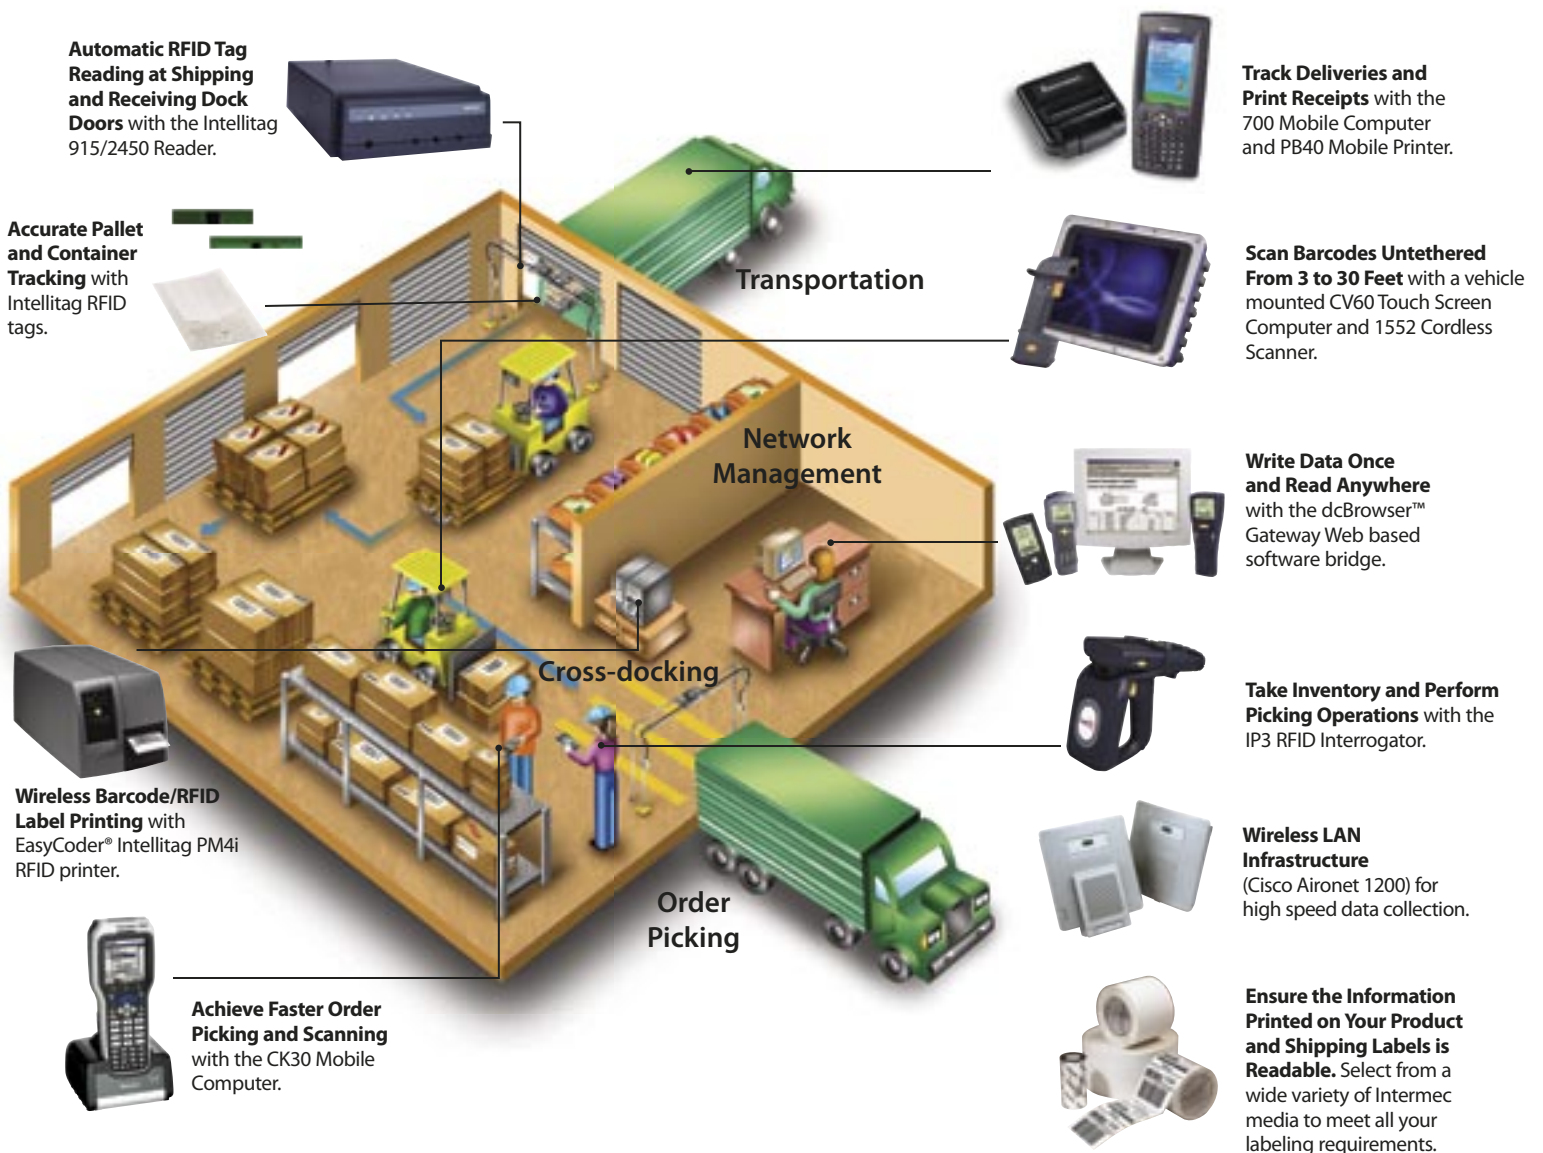 Automatic RFID Tag
Reading at Shipping
and Receiving Dock
Doors with the Intellitag
915/2450 Reader.
Accurate Pallet
and Container
Tracking with
Intellitag RFID
tags.
Wireless Barcode/RFID
Label Printing with
EasyCoder® Intellitag PM4i
RFID printer.
Achieve Faster Order
Picking and Scanning
with the CK30 Mobile
Computer.
Transportation
Network
Management
Cross-docking
Order
Picking
Track Deliveries and
Print Receipts with the
700 Mobile Computer
and PB40 Mobile Printer.
Scan Barcodes Untethered
From 3 to 30 Feet with a vehicle
mounted CV60 Touch Screen
Computer and 1552 Cordless
Scanner.
Write Data Once
and Read Anywhere
with the dcBrowser™
Gateway Web based
software bridge.
Take Inventory and Perform
Picking Operations with the
IP3 RFID Interrogator.
Wireless LAN
Infrastructure
(Cisco Aironet 1200) for
high speed data collection.
Ensure the Information
Printed on Your Product
and Shipping Labels is
Readable. Select from a
wide variety of Intermec
media to meet all your
labeling requirements.